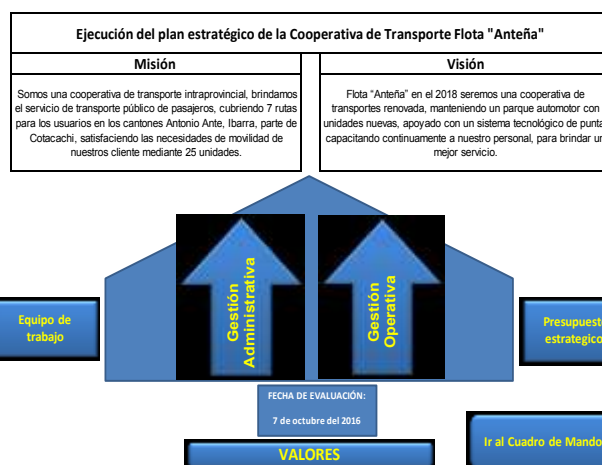 Ejecución del plan estratégico de la Cooperativa de Transporte Flota "Anteña"
Misión
Somos una cooperativa de transporte intraprovincial, brindamos
el servicio de transporte público de pasajeros, cubriendo 7 rutas
para los usuarios en los cantones Antonio Ante, Ibarra, parte de
Cotacachi, satisfaciendo las necesidades de movilidad de
nuestros cliente mediante 25 unidades.
Visión
Flota “Anteña” en el 2018 seremos una cooperativa de
transportes renovada, manteniendo un parque automotor con
unidades nuevas, apoyado con un sistema tecnológico de punta
capacitando continuamente a nuestro personal, para brindar un
mejor servicio.
Gestión
Administrativa
Gestión
Operativa
Equipo de
trabajo
Presupuesto
estrategico
FECHA DE EVALUACIÓN:
7 de octubre del 2016
VALORES
Ir al Cuadro de Mando